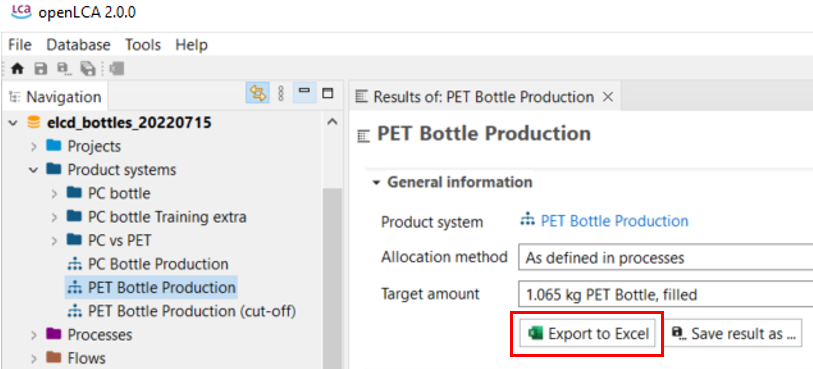 LCA openLCA 2.0.0
File Database Tools Help
Navigation
elcd_bottles_20220715
Projects
Product systems
PC bottle
PC bottle Training extra
PC vs PET
PC Bottle Production
PET Bottle Production
PET Bottle Production (cut-off)
Processes
Flows
Results of: PET Bottle Production
PET Bottle Production
General information
Product system PET Bottle Production
Allocation method As defined in processes
Target amount 1.065 kg PET Bottle, filled
Export to Excel Save result as ...